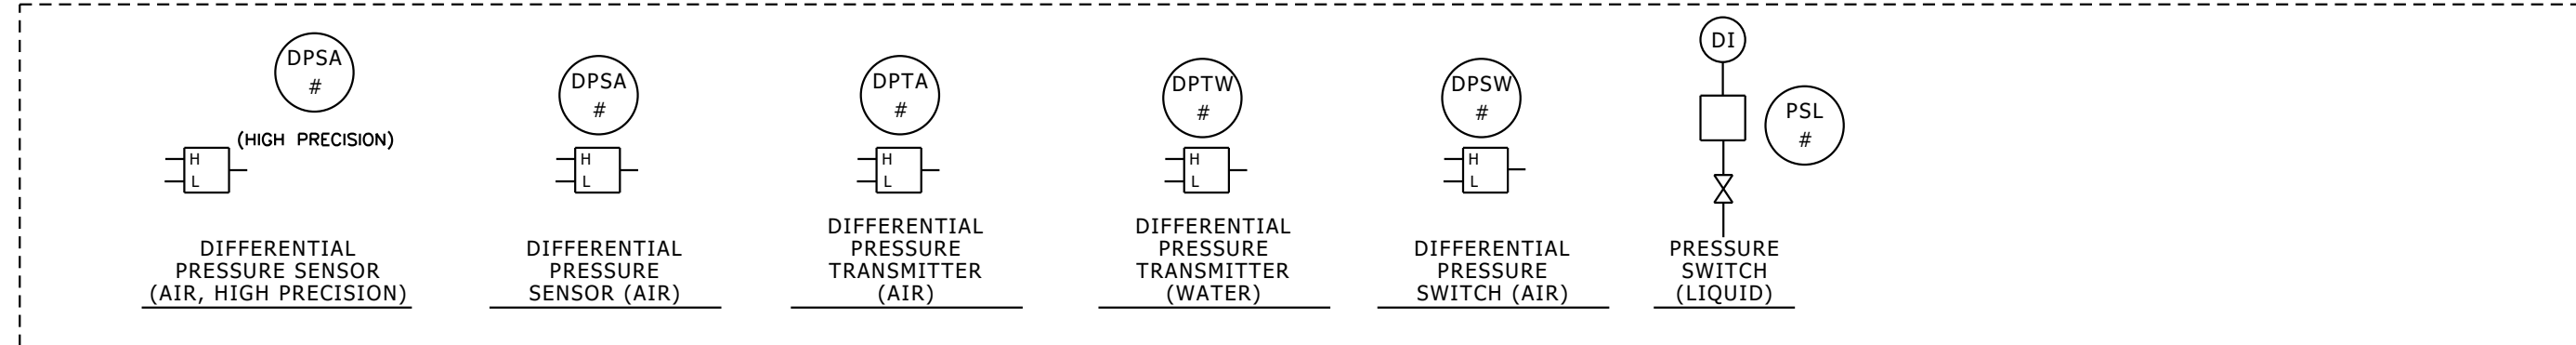 DPSA
#
(HIGH PRECISION)
H
L
DIFFERENTIAL
PRESSURE SENSOR
(AIR, HIGH PRECISION)
DPSA
#
H
L
DIFFERENTIAL
PRESSURE
SENSOR (AIR)
DPTA
#
H
L
DIFFERENTIAL
PRESSURE
TRANSMITTER
(AIR)
DPTW
#
H
L
DIFFERENTIAL
PRESSURE
TRANSMITTER
(WATER)
DPSW
#
H
L
DIFFERENTIAL
PRESSURE
SWITCH (AIR)
DI
PSL
#
PRESSURE
SWITCH
(LIQUID)